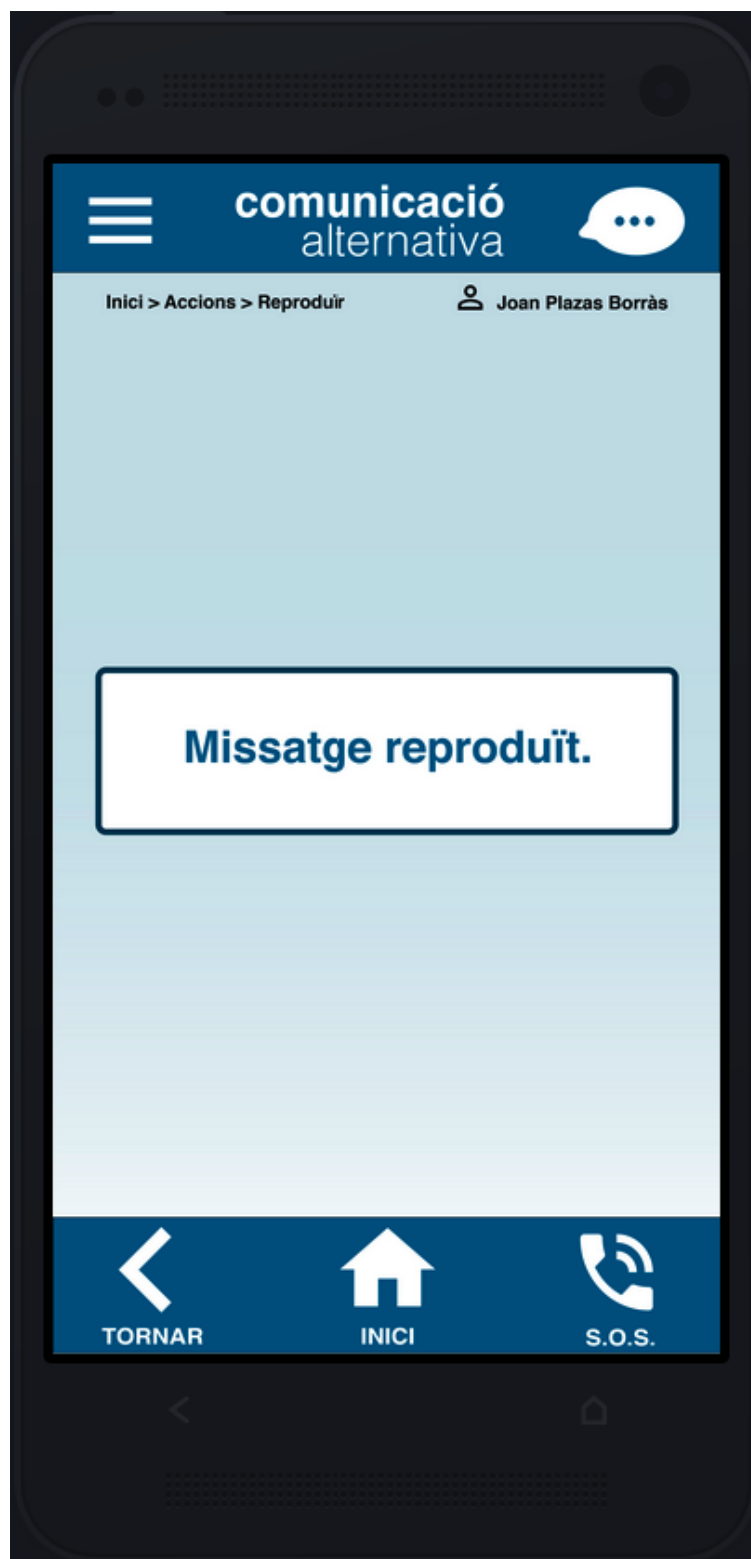 comunicació
alternativa
Inici > Accions > Reproduïr
Joan Plazas Borràs
Missatge reproduït.
TORNAR
INICI
S.O.S.